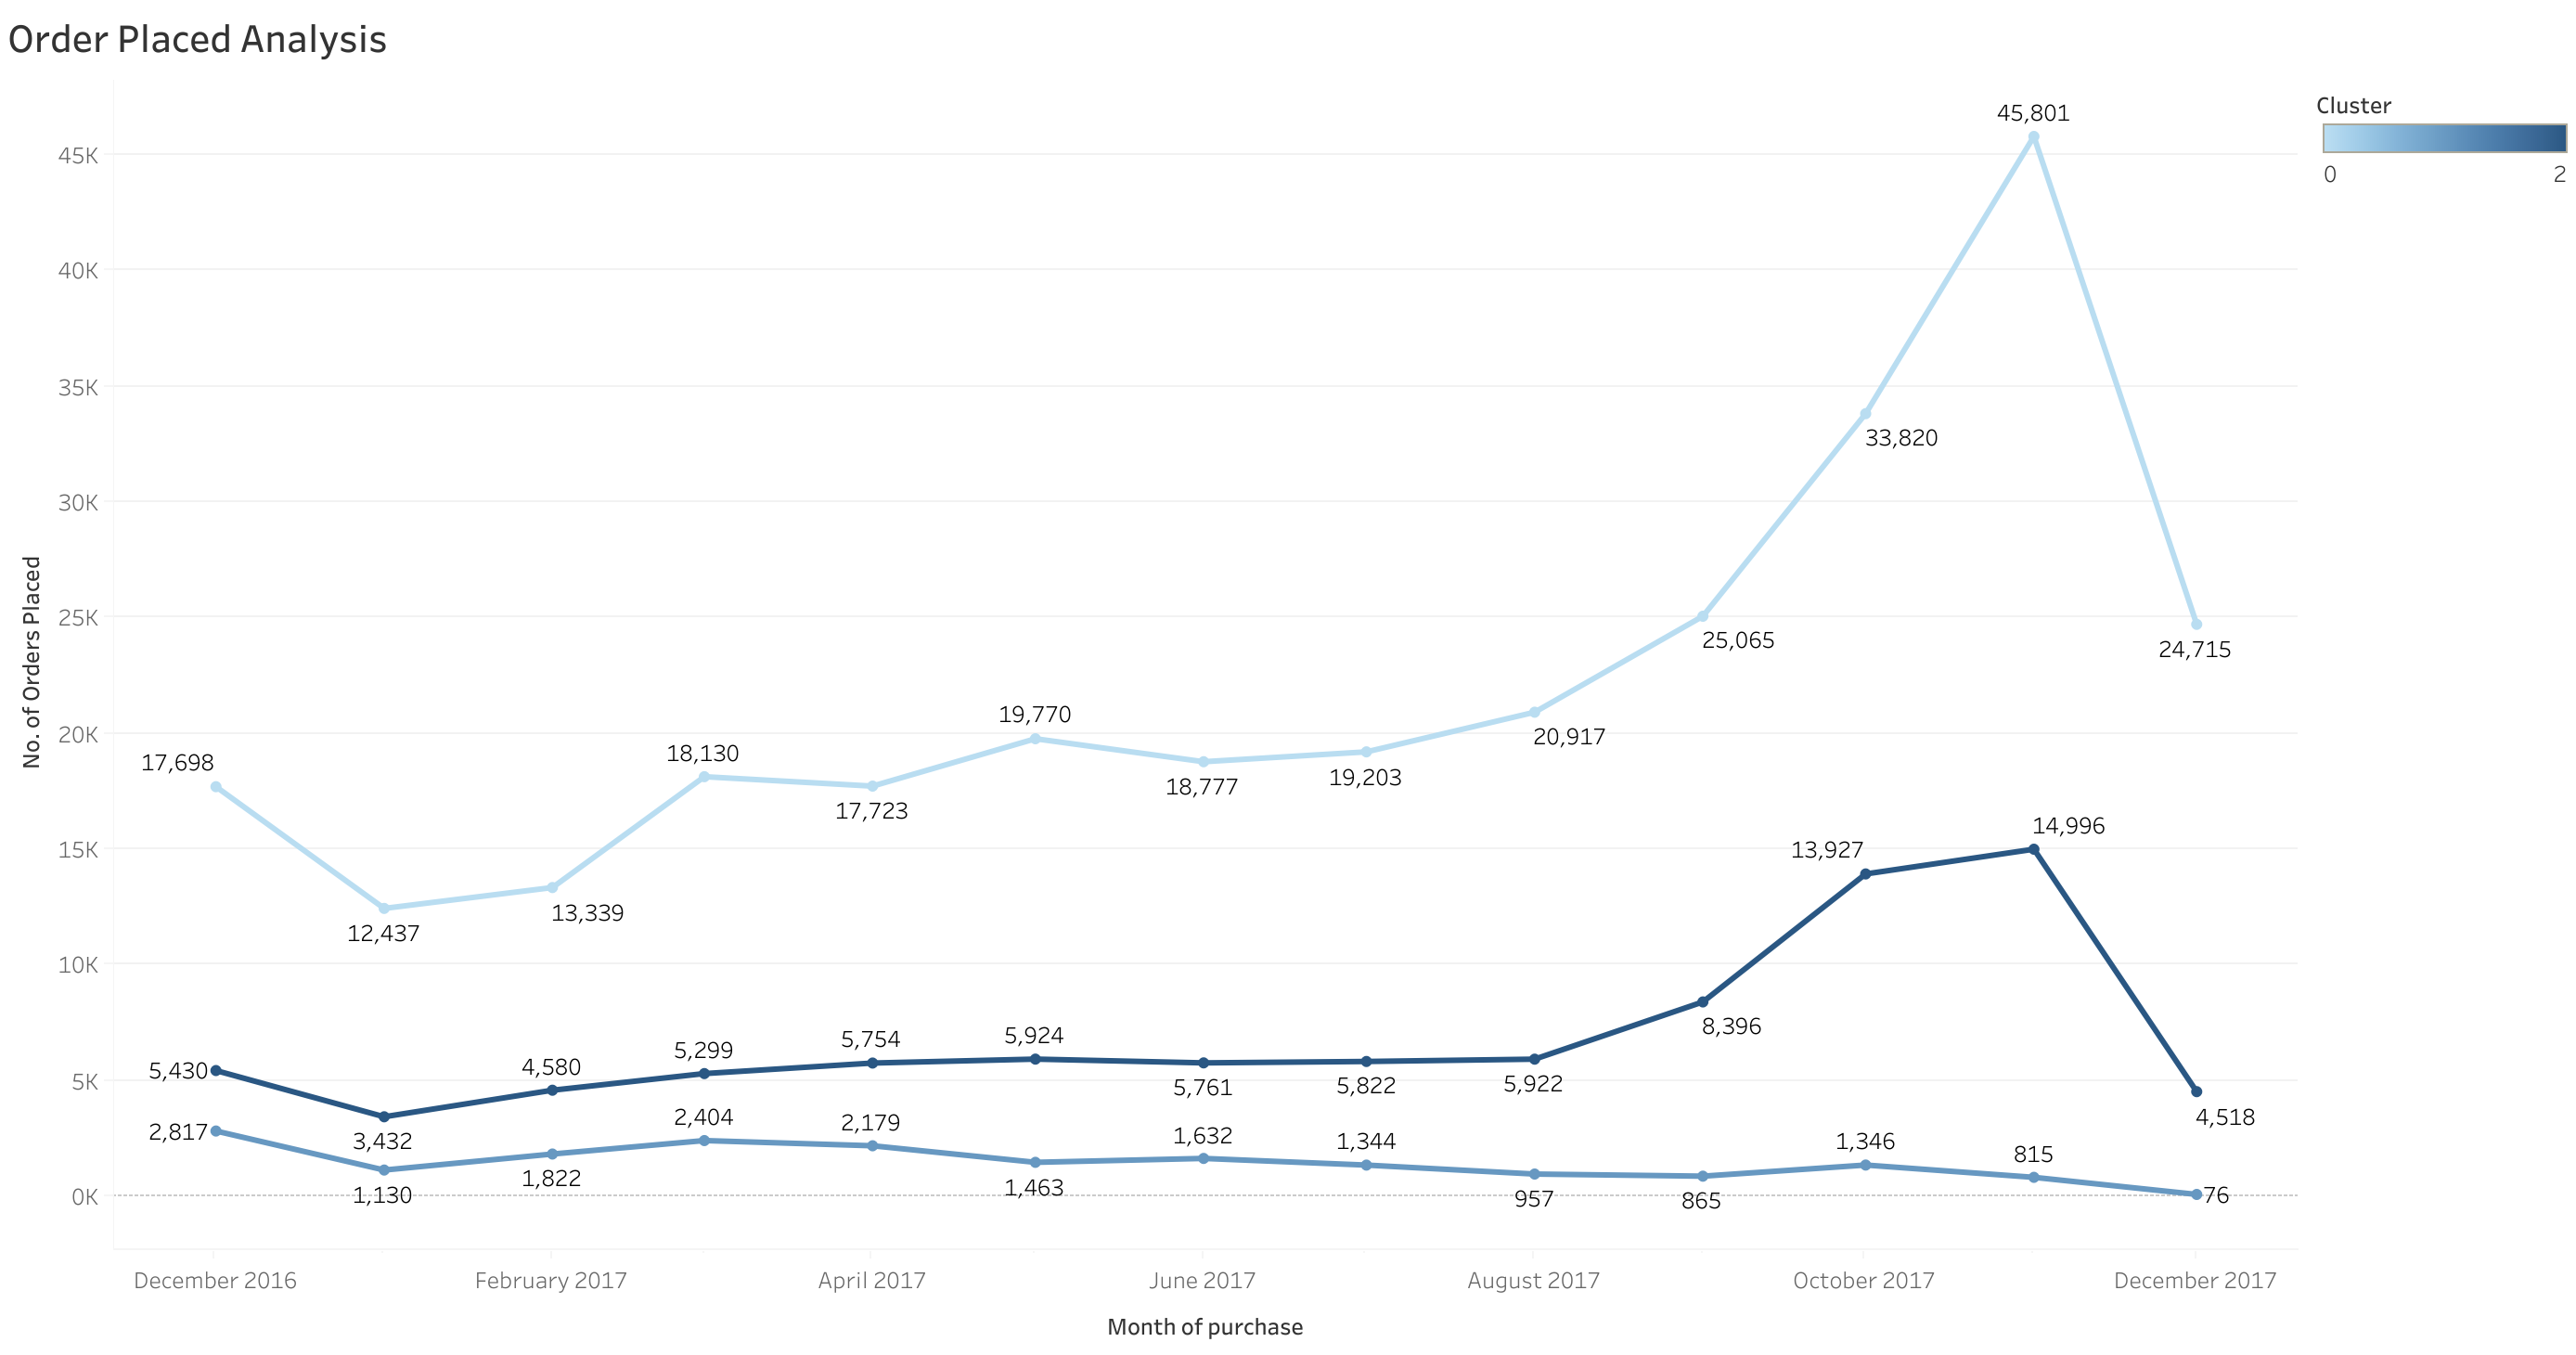 Order Placed Analysis
Cluster
0 2
No. of Orders Placed
45K
40K
35K
30K
25K
20K
15K
10K
5K
0K
17,698
12,437
13,339
18,130
17,723
19,770
18,777
19,203
20,917
25,065
33,820
45,801
24,715
5,430
3,432
4,580
5,299
5,754
5,924
5,761
5,822
5,922
8,396
13,927
14,996
4,518
2,817
1,130
1,822
2,404
2,179
1,463
1,632
1,344
957
865
1,346
815
76
December 2016 February 2017 April 2017 June 2017 August 2017 October 2017 December 2017
Month of purchase